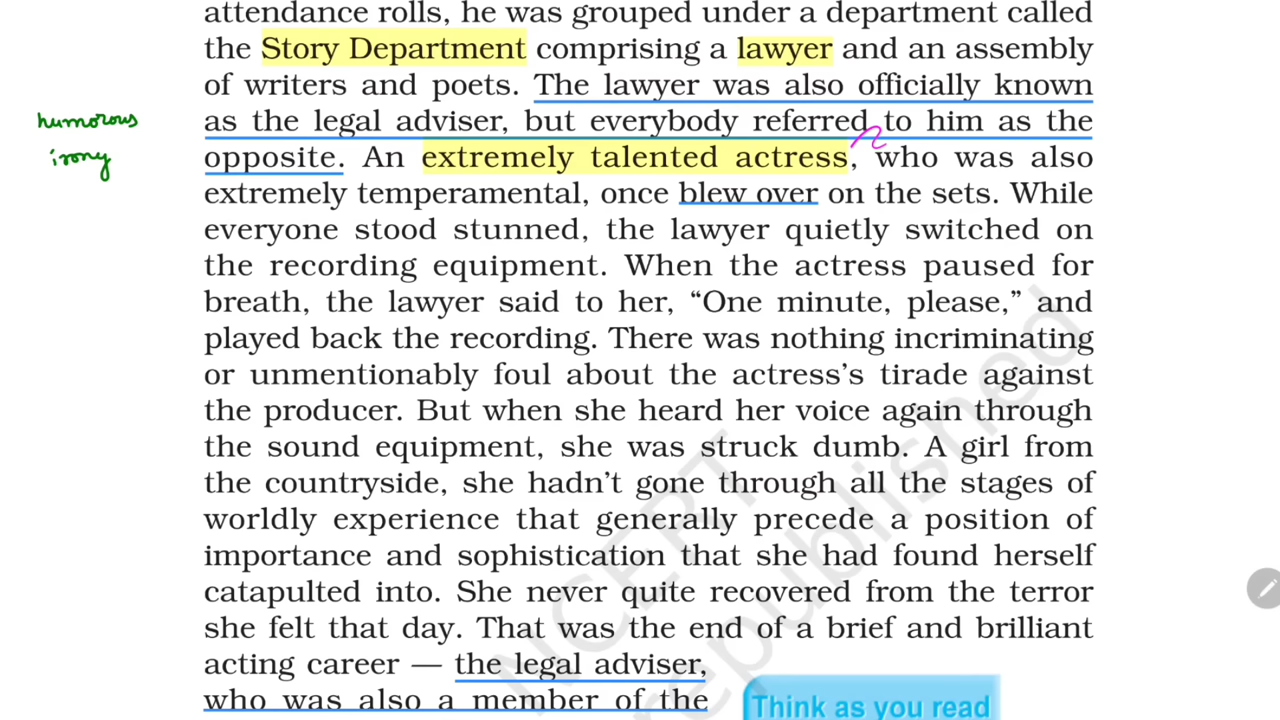 attendance rolls, he was grouped under a department called
the Story Department comprising a lawyer and an assembly
of writers and poets. The lawyer was also officially known
humorous
as the legal adviser, but everybody referred to him as the
irony
opposite. An extremely talented actress, who was also
extremely temperamental, once blew over on the sets. While
everyone stood stunned, the lawyer quietly switched on
the recording equipment. When the actress paused for
breath, the lawyer said to her, “One minute, please,” and
played back the recording. There was nothing incriminating
or unmentionably foul about the actress’s tirade against
the producer. But when she heard her voice again through
the sound equipment, she was struck dumb. A girl from
the countryside, she hadn’t gone through all the stages of
worldly experience that generally precede a position of
importance and sophistication that she had found herself
catapulted into. She never quite recovered from the terror
she felt that day. That was the end of a brief and brilliant
acting career — the legal adviser,
who was also a member of the
Think as you read
NCERT
republished